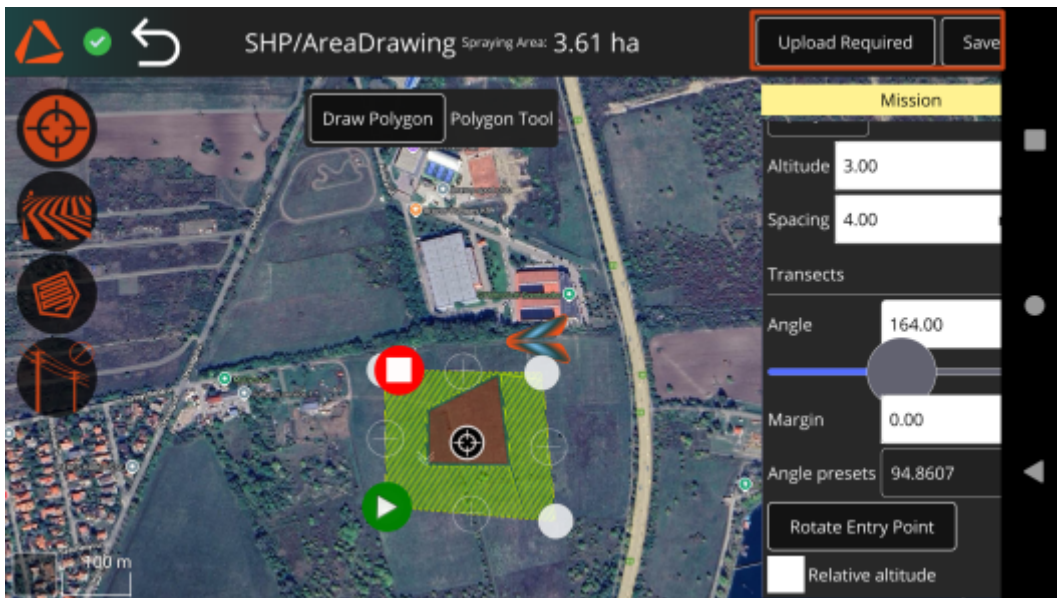 SHP/AreaDrawing Spraying Area: 3.61 ha
Upload Required
Save
Draw Polygon
Polygon Tool
Mission
Altitude 3.00
Spacing 4.00
Transects
Angle 164.00
Margin 0.00
Angle presets 94.8607
Rotate Entry Point
Relative altitude
100 m